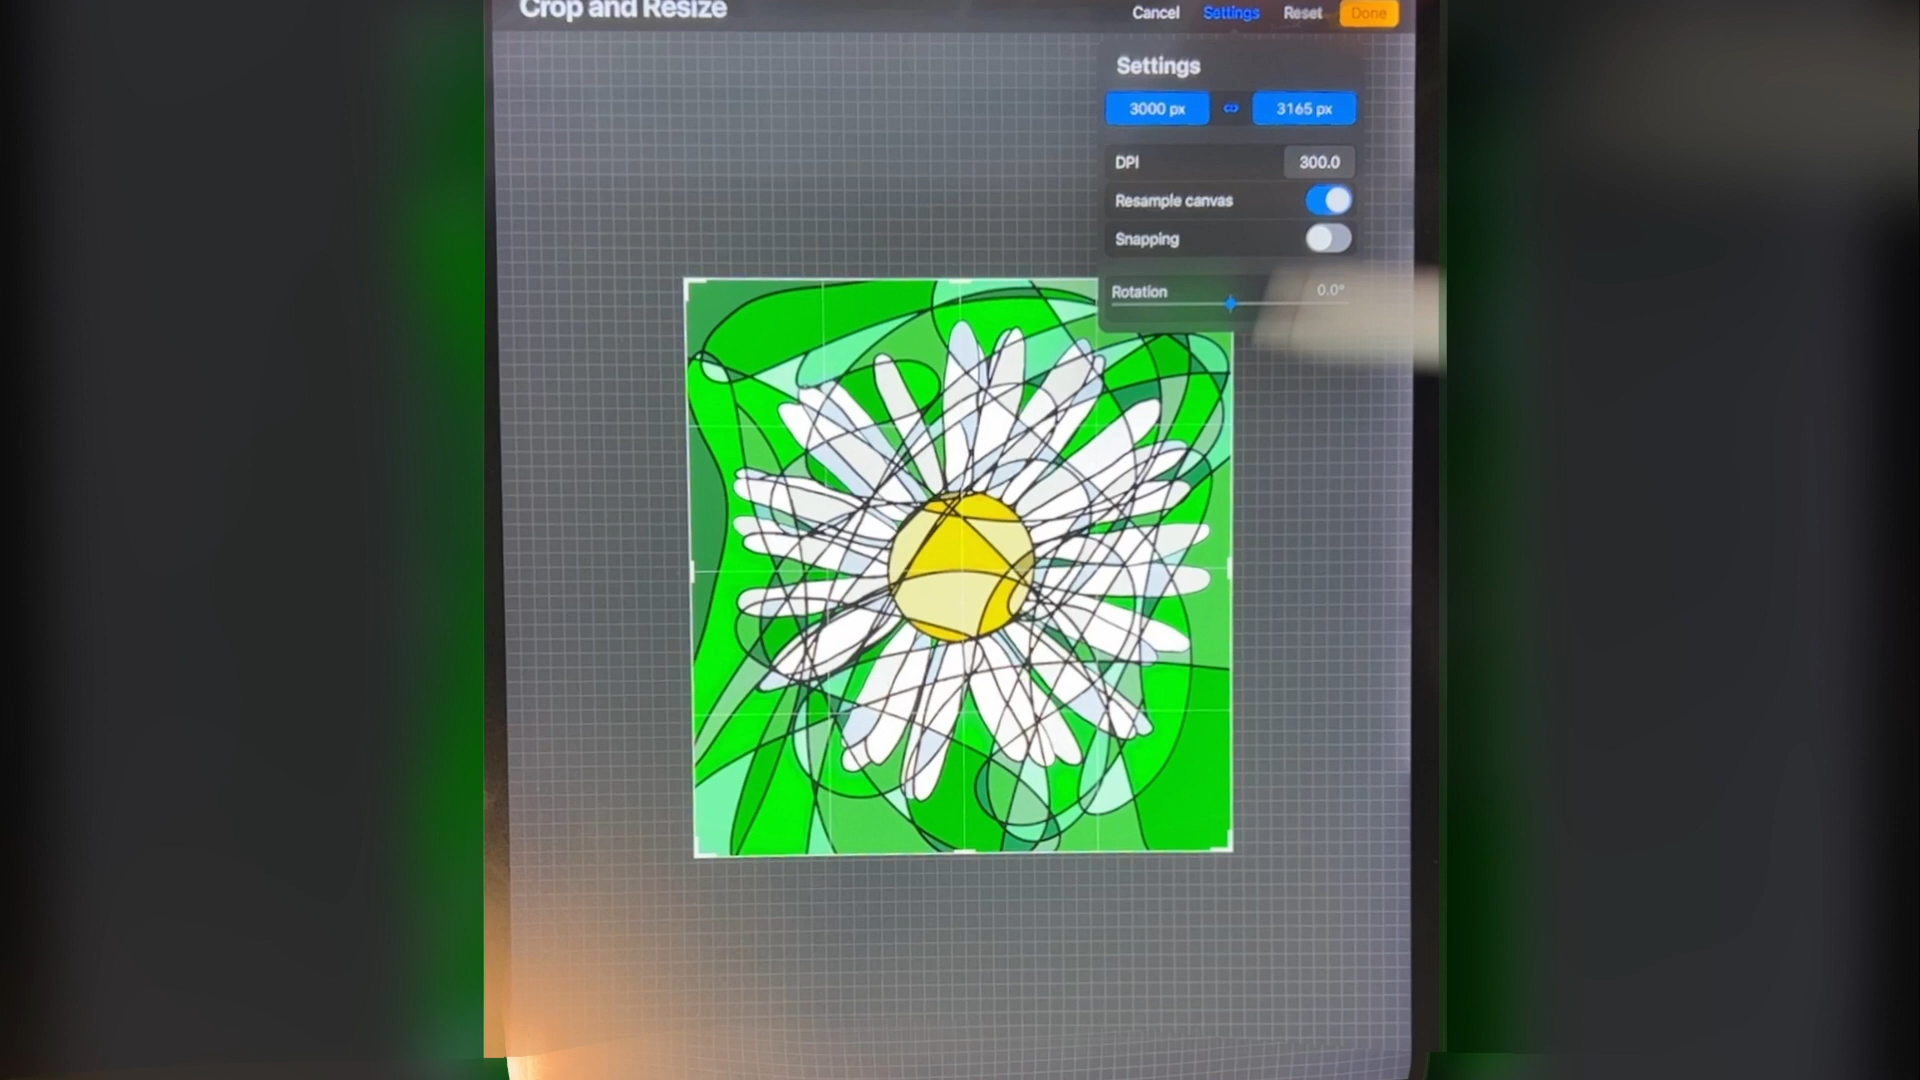 Crop and Resize
Cancel Settings Reset Done
Settings
3000 px 3165 px
DPI 300.0
Resample canvas
Snapping
Rotation 0.0°